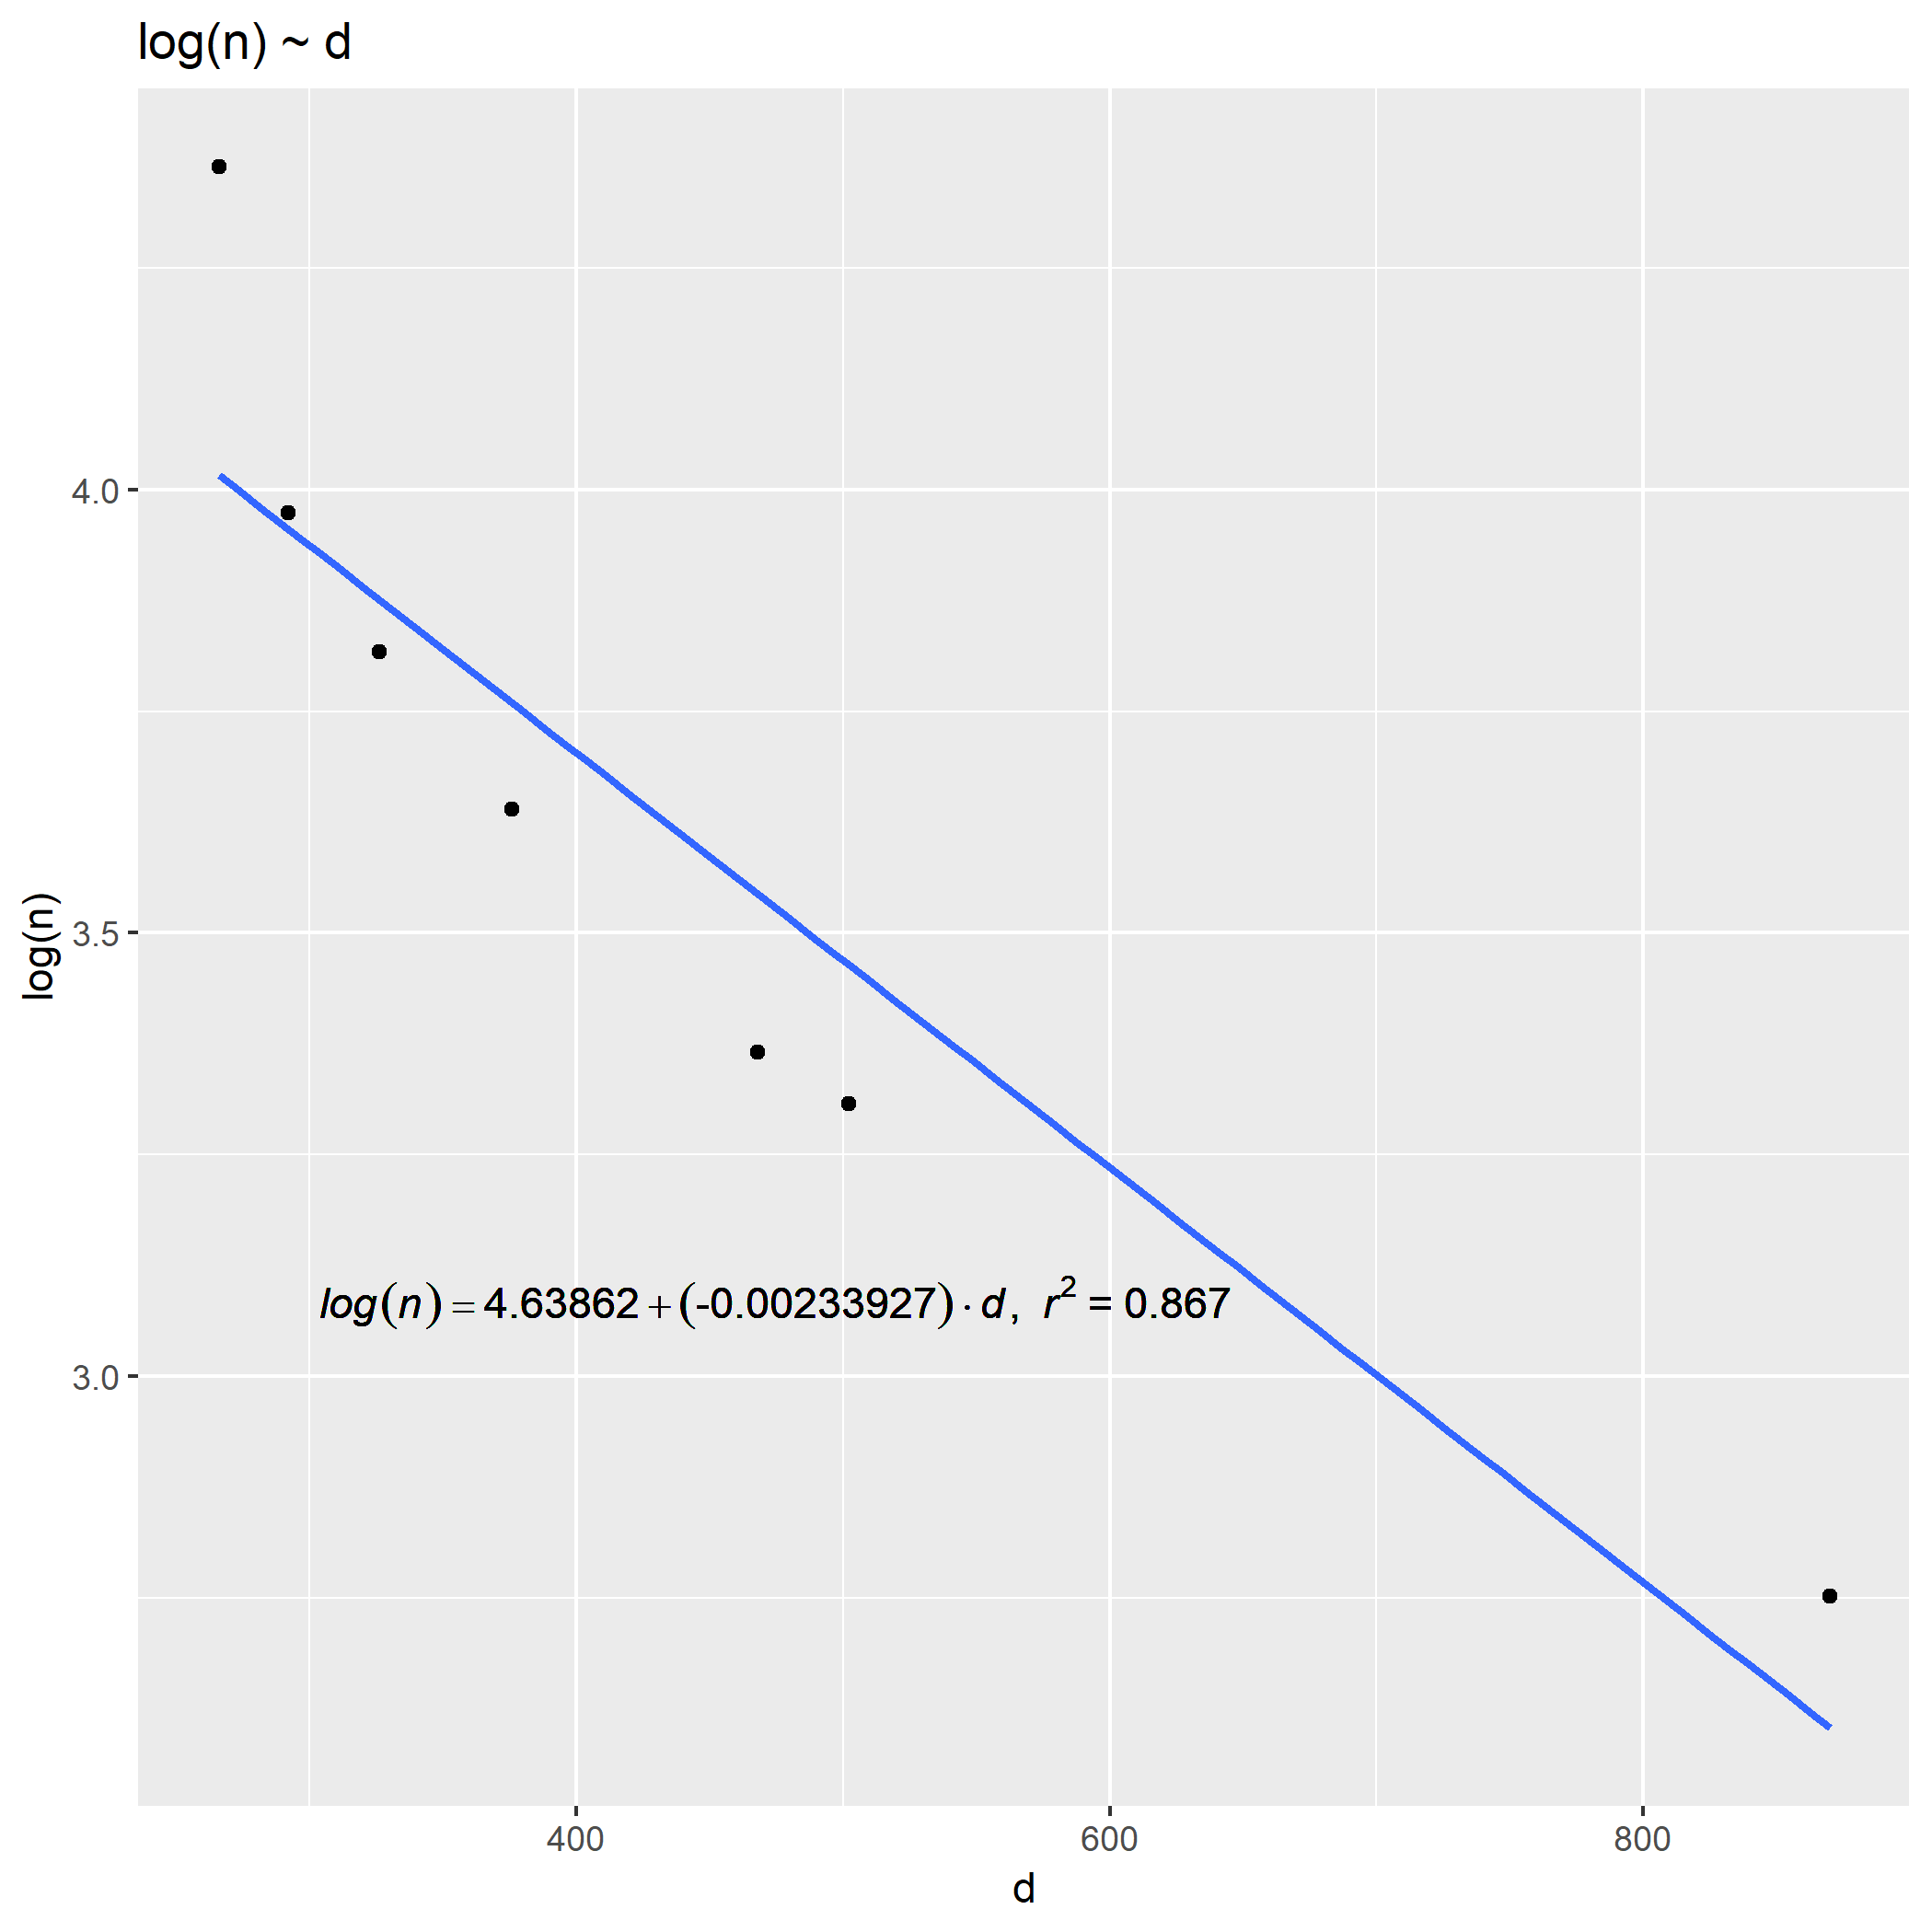 log(n) ~ d
4.0
3.5
3.0
log(n)
log(n) = 4.63862 + (-0.00233927) · d, r² = 0.867
400 600 800
d